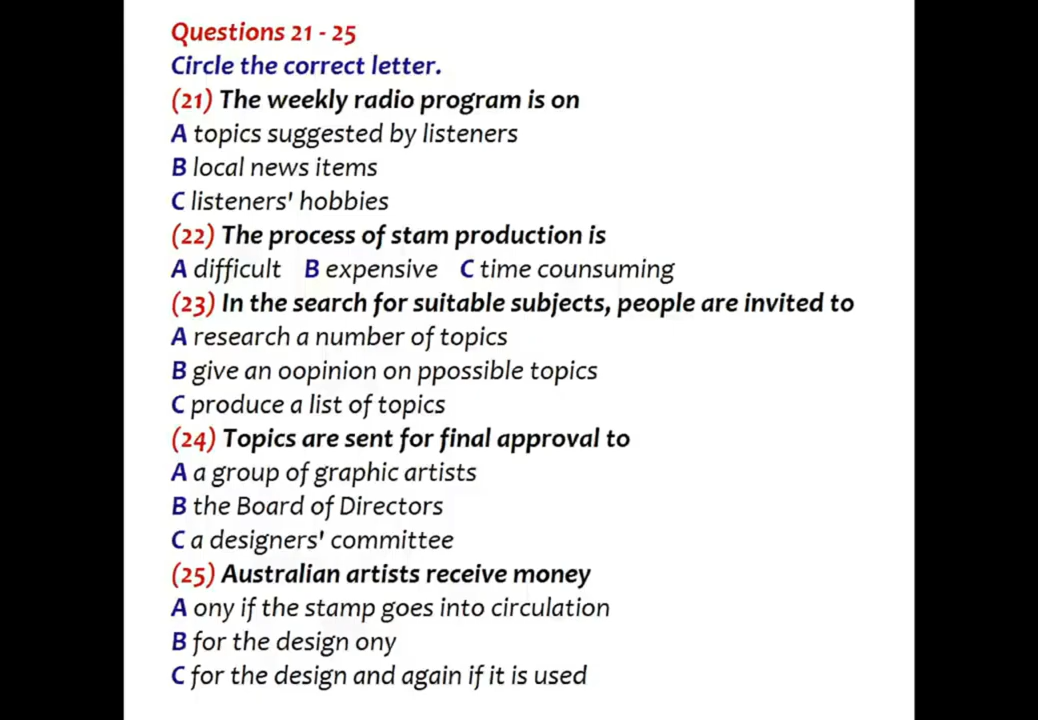 Questions 21 - 25
Circle the correct letter.
(21) The weekly radio program is on
A topics suggested by listeners
B local news items
C listeners' hobbies
(22) The process of stam production is
A difficult B expensive C time counsuming
(23) In the search for suitable subjects, people are invited to
A research a number of topics
B give an oopinion on ppossible topics
C produce a list of topics
(24) Topics are sent for final approval to
A a group of graphic artists
B the Board of Directors
C a designers' committee
(25) Australian artists receive money
A ony if the stamp goes into circulation
B for the design ony
C for the design and again if it is used